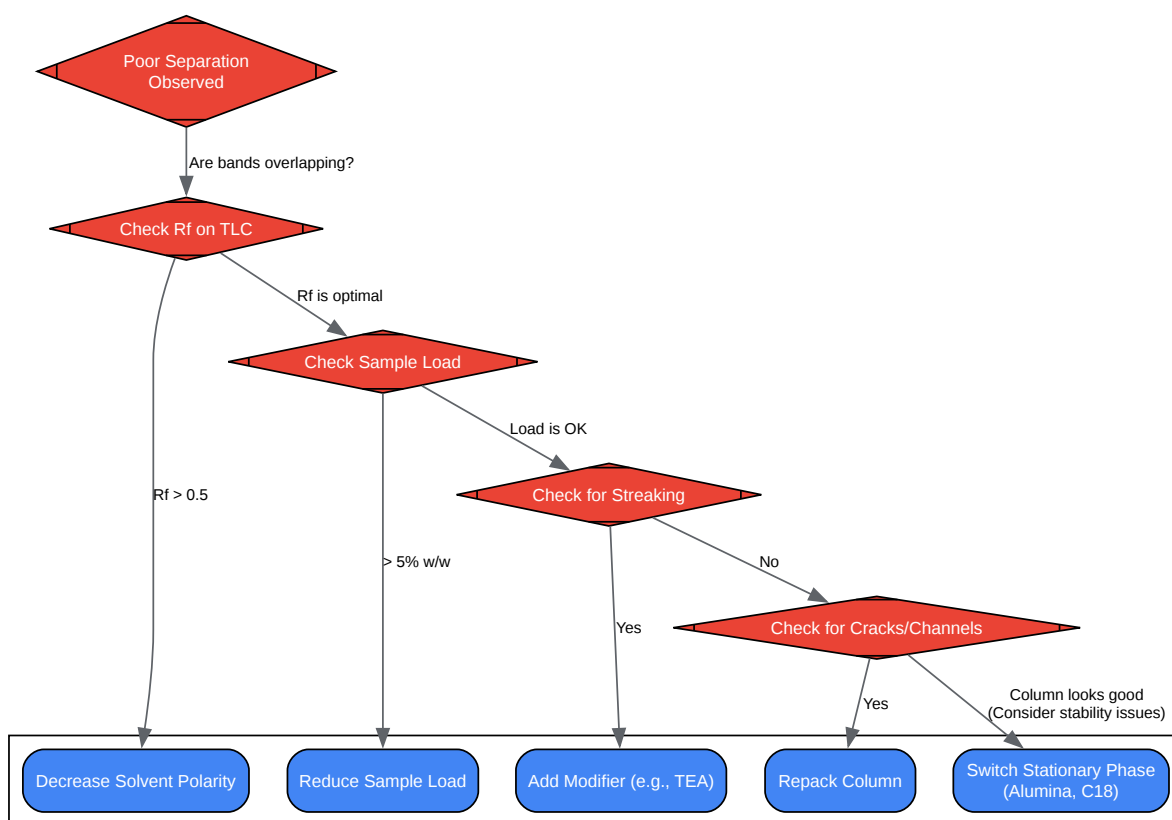 Poor Separation
Observed
Are bands overlapping?
Check Rf on TLC
Rf is optimal
Check Sample Load
Load is OK
Rf > 0.5
Check for Streaking
> 5% w/w
No
Yes
Check for Cracks/Channels
Yes
Column looks good
(Consider stability issues)
Decrease Solvent Polarity
Reduce Sample Load
Add Modifier (e.g., TEA)
Repack Column
Switch Stationary Phase
(Alumina, C18)